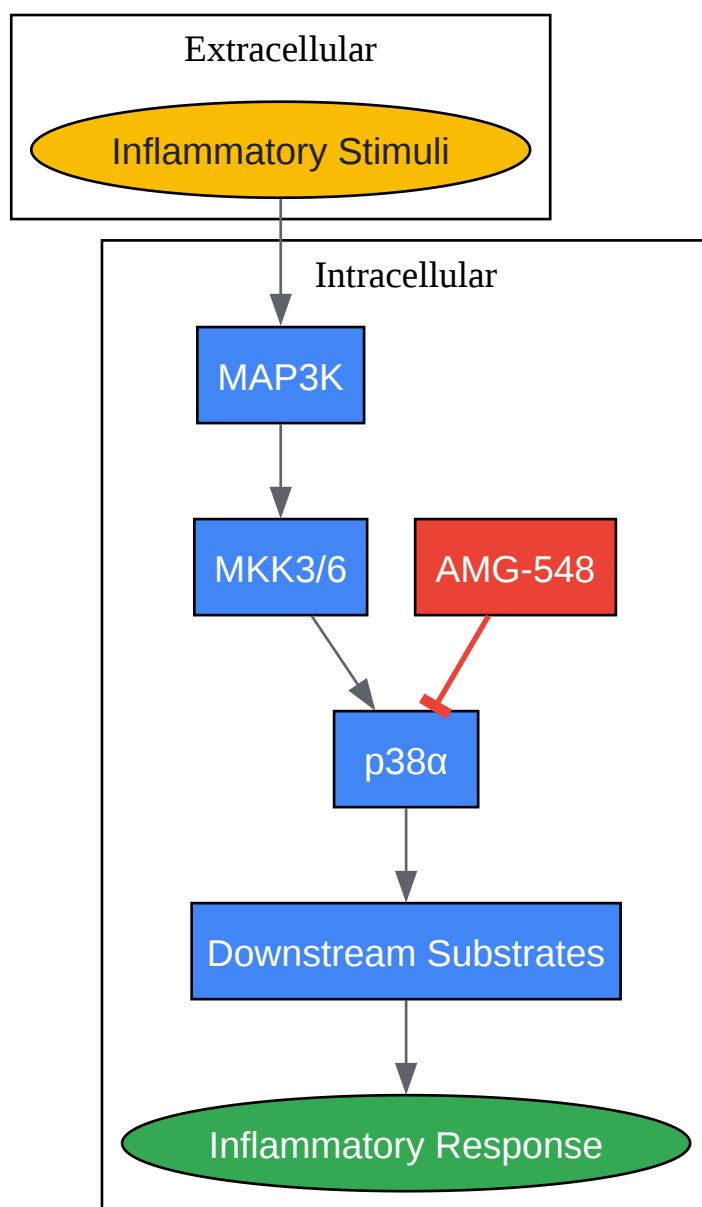 Extracellular
Inflammatory Stimuli
Intracellular
MAP3K
MKK3/6
AMG-548
p38α
Downstream Substrates
Inflammatory Response